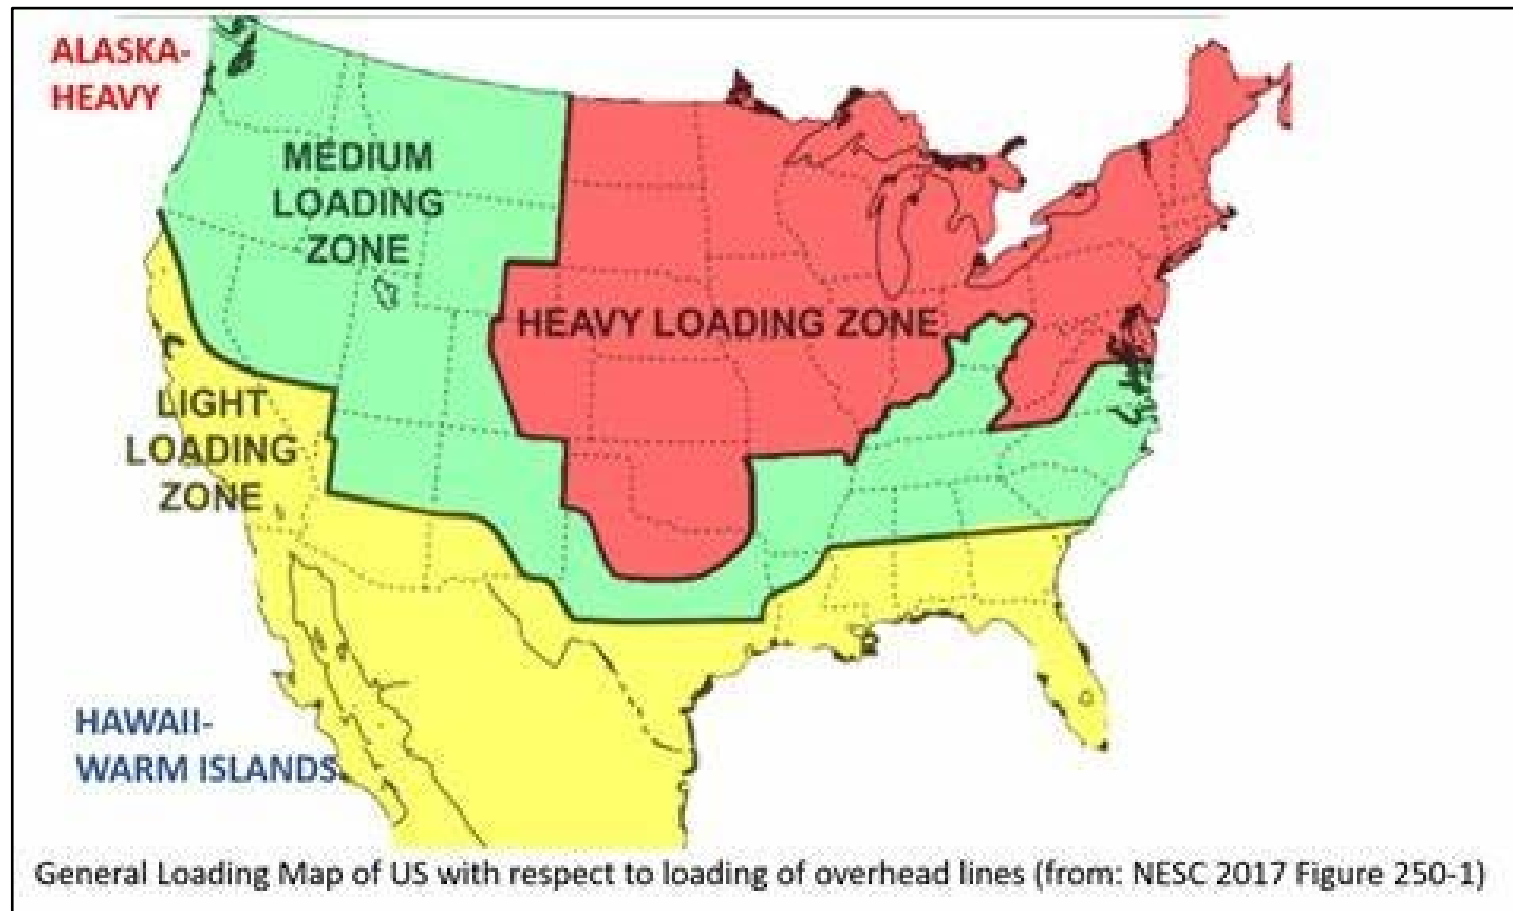 ALASKA-
HEAVY
MEDIUM
LOADING
ZONE
HEAVY LOADING ZONE
LIGHT
LOADING
ZONE
HAWAII-
WARM ISLANDS
General Loading Map of US with respect to loading of overhead lines (from: NESC 2017 Figure 250-1)